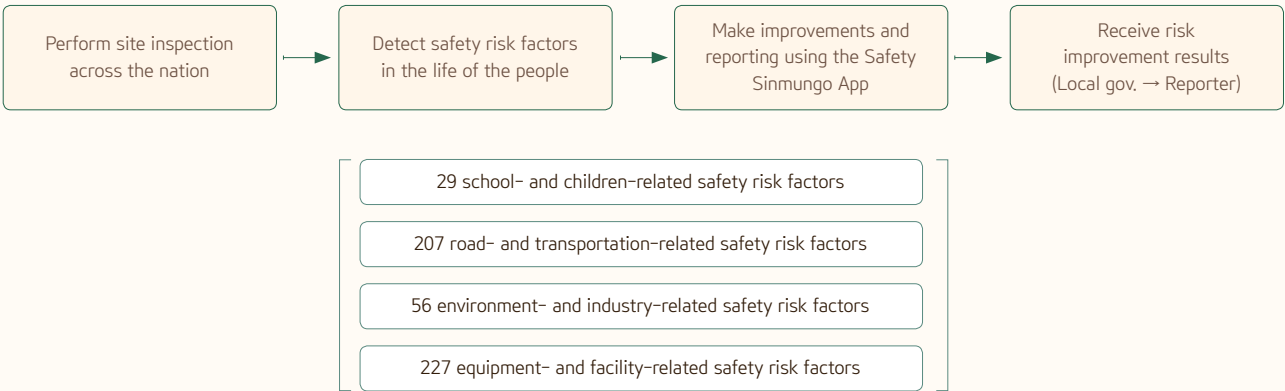 Perform site inspection
across the nation
Detect safety risk factors
in the life of the people
Make improvements and
reporting using the Safety
Sinmungo App
Receive risk
improvement results
(Local gov. → Reporter)
29 school- and children-related safety risk factors
207 road- and transportation-related safety risk factors
56 environment- and industry-related safety risk factors
227 equipment- and facility-related safety risk factors